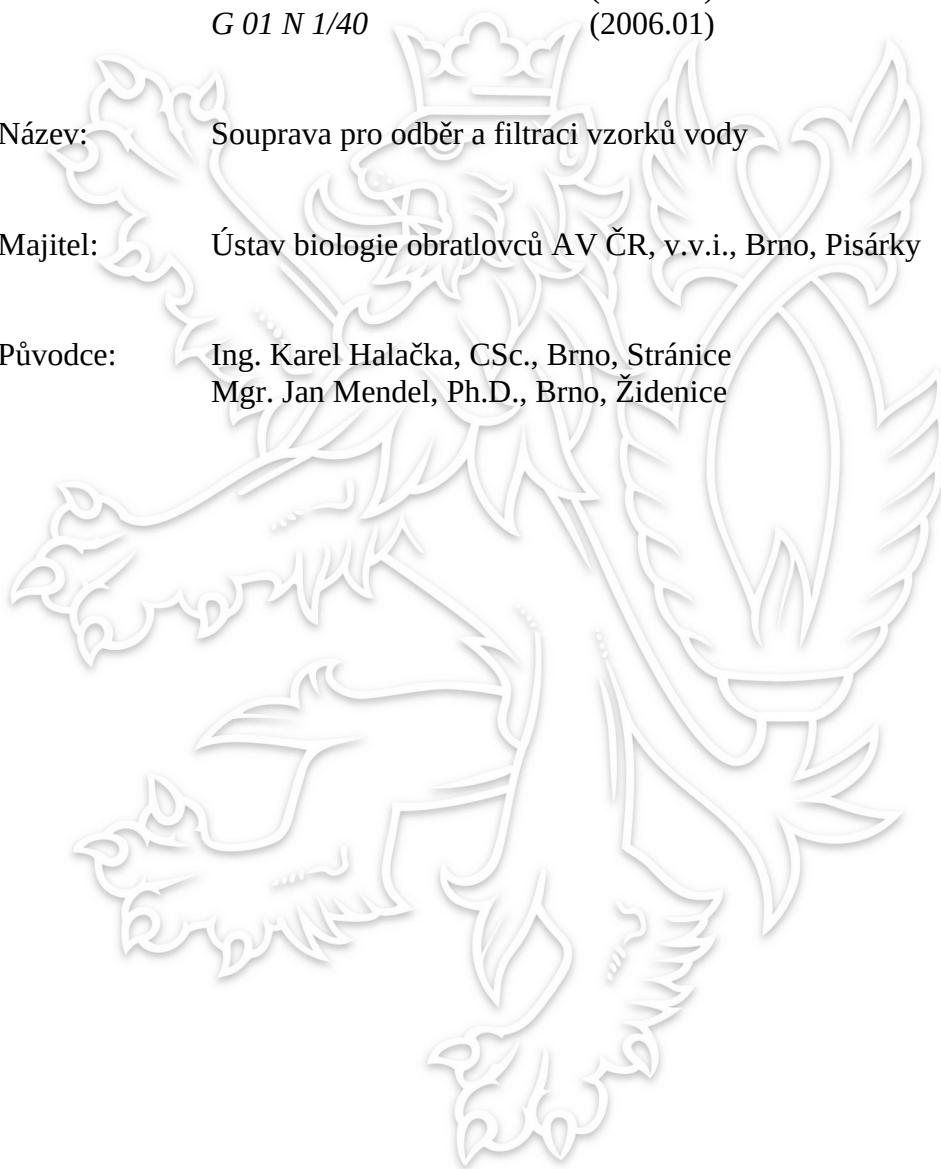 G 01 N 1/40 (2006.01)
Název: Souprava pro odběr a filtraci vzorků vody
Majitel: Ústav biologie obratlovců AV ČR, v.v.i., Brno, Pisárky
Původce: Ing. Karel Halačka, CSc., Brno, Stránice
Mgr. Jan Mendel, Ph.D., Brno, Židenice